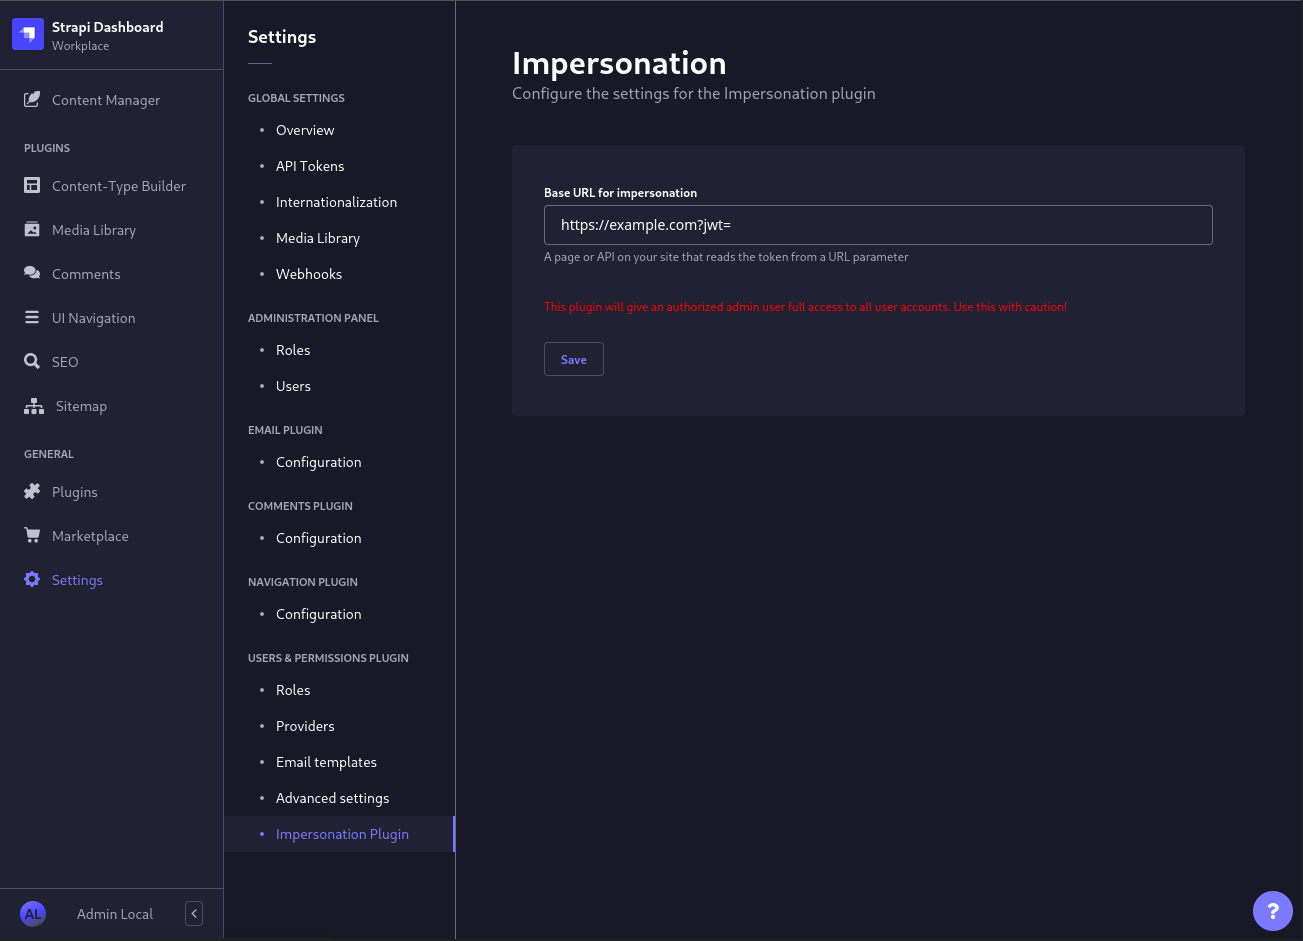 Strapi Dashboard
Workplace
Content Manager
PLUGINS
Content-Type Builder
Media Library
Comments
UI Navigation
SEO
Sitemap
GENERAL
Plugins
Marketplace
Settings
AL
Admin Local
Settings
GLOBAL SETTINGS
Overview
API Tokens
Internationalization
Media Library
Webhooks
ADMINISTRATION PANEL
Roles
Users
EMAIL PLUGIN
Configuration
COMMENTS PLUGIN
Configuration
NAVIGATION PLUGIN
Configuration
USERS & PERMISSIONS PLUGIN
Roles
Providers
Email templates
Advanced settings
Impersonation Plugin
Impersonation
Configure the settings for the Impersonation plugin
Base URL for impersonation
https://example.com?jwt=
A page or API on your site that reads the token from a URL parameter
This plugin will give an authorized admin user full access to all user accounts. Use this with caution!
Save
?